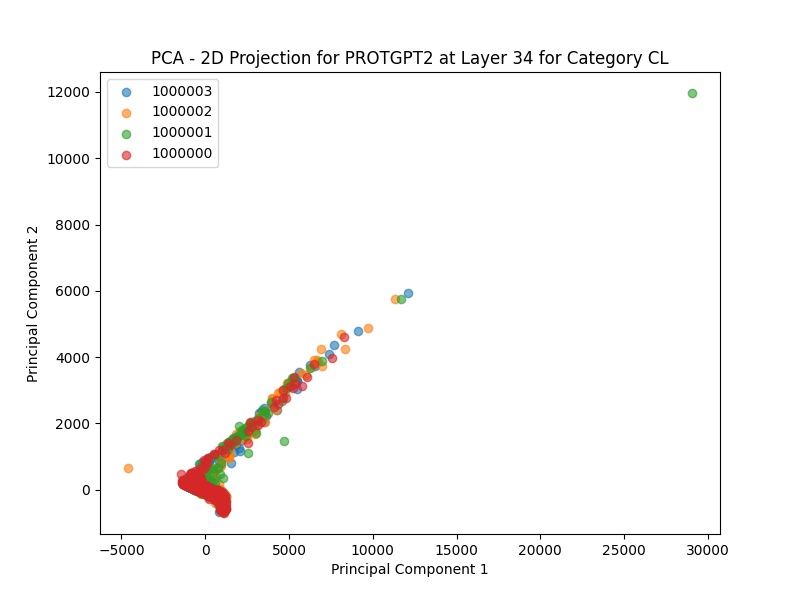 PCA - 2D Projection for PROTGPT2 at Layer 34 for Category CL
1000003
1000002
1000001
1000000
12000
10000
8000
6000
4000
2000
0
Principal Component 2
−5000 0 5000 10000 15000 20000 25000 30000
Principal Component 1